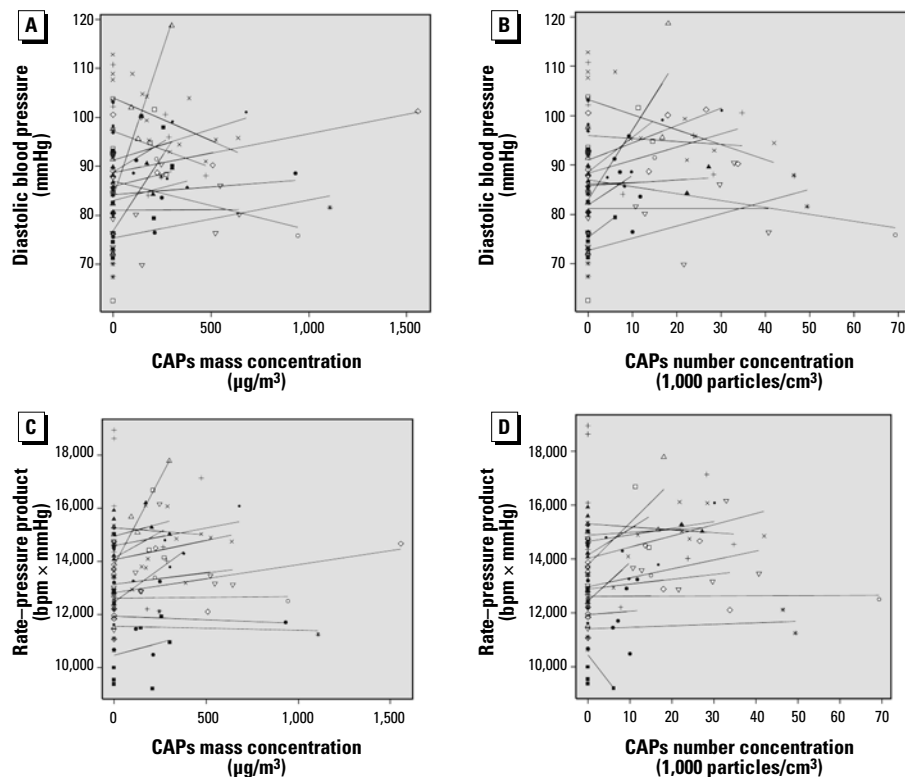 A
120
110
100
90
80
70
Diastolic blood pressure
(mmHg)
0
500
1,000
1,500
CAPs mass concentration
(µg/m³)
B
120
110
100
90
80
70
Diastolic blood pressure
(mmHg)
0
10
20
30
40
50
60
70
CAPs number concentration
(1,000 particles/cm³)
C
18,000
16,000
14,000
12,000
10,000
Rate–pressure product
(bpm × mmHg)
0
500
1,000
1,500
CAPs mass concentration
(µg/m³)
D
18,000
16,000
14,000
12,000
10,000
Rate–pressure product
(bpm × mmHg)
0
10
20
30
40
50
60
70
CAPs number concentration
(1,000 particles/cm³)